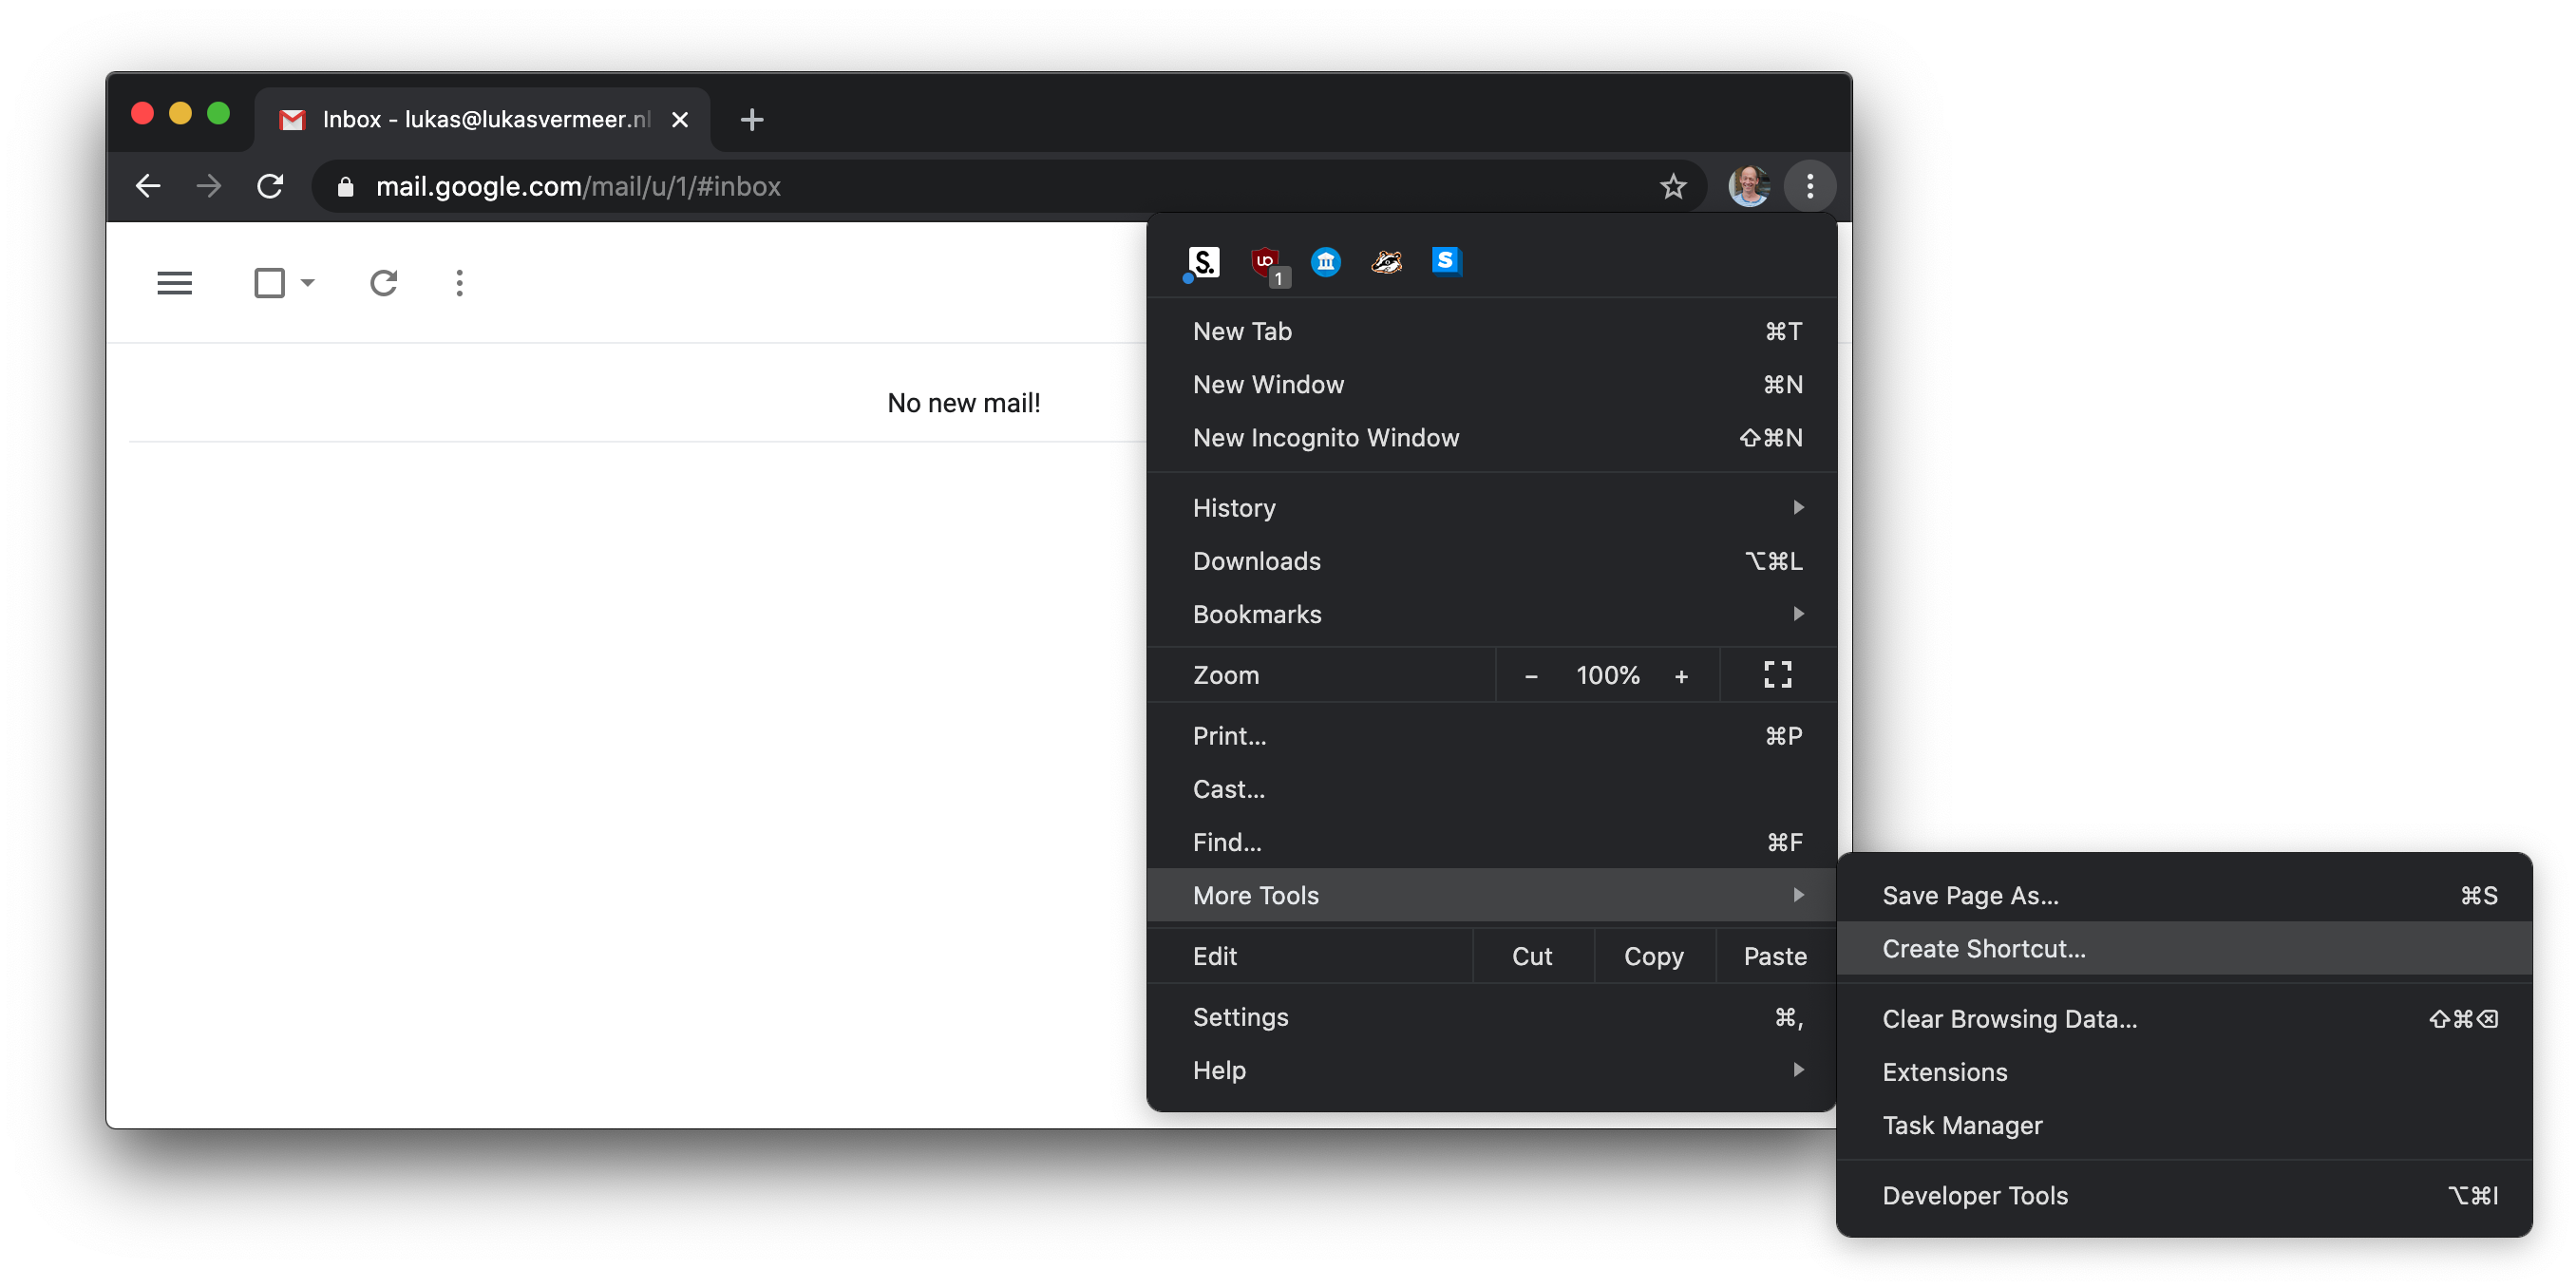 Inbox - lukas@lukasvermeer.nl
mail.google.com/mail/u/1/#inbox
S. UO 1 S
New Tab ⌘T
New Window ⌘N
No new mail!
New Incognito Window ⇧⌘N
History
Downloads ⌥⌘L
Bookmarks
Zoom − 100% +
Print... ⌘P
Cast...
Find... ⌘F
More Tools
Edit Cut Copy Paste
Settings ⌘,
Help
Save Page As... ⌘S
Create Shortcut...
Clear Browsing Data... ⇧⌘⌫
Extensions
Task Manager
Developer Tools ⌥⌘I